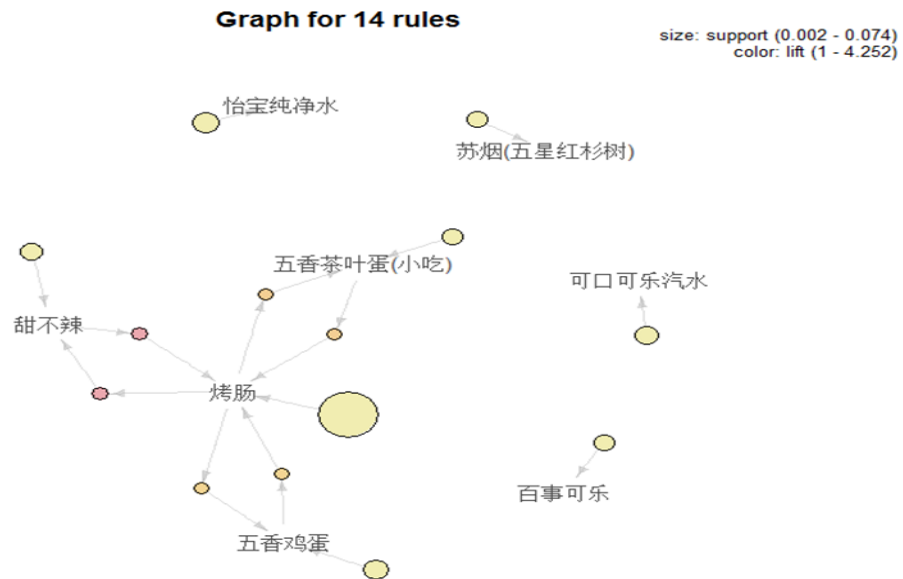 Graph for 14 rules
size: support (0.002 - 0.074)
color: lift (1 - 4.252)
怡宝纯净水
苏烟(五星红杉树)
五香茶叶蛋(小吃)
可口可乐汽水
甜不辣
烤肠
百事可乐
五香鸡蛋